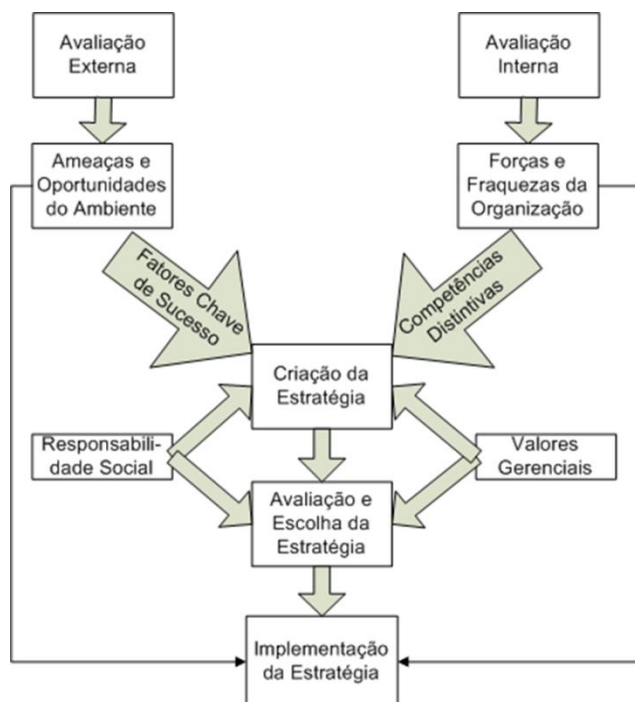 Avaliação
Externa
Avaliação
Interna
Ameaças e
Oportunidades
do Ambiente
Forças e
Fraquezas da
Organização
Fatores Chave
de Sucesso
Competências
Distintivas
Criação da
Estratégia
Responsabili-
dade Social
Valores
Gerenciais
Avaliação e
Escolha da
Estratégia
Implementação
da Estratégia